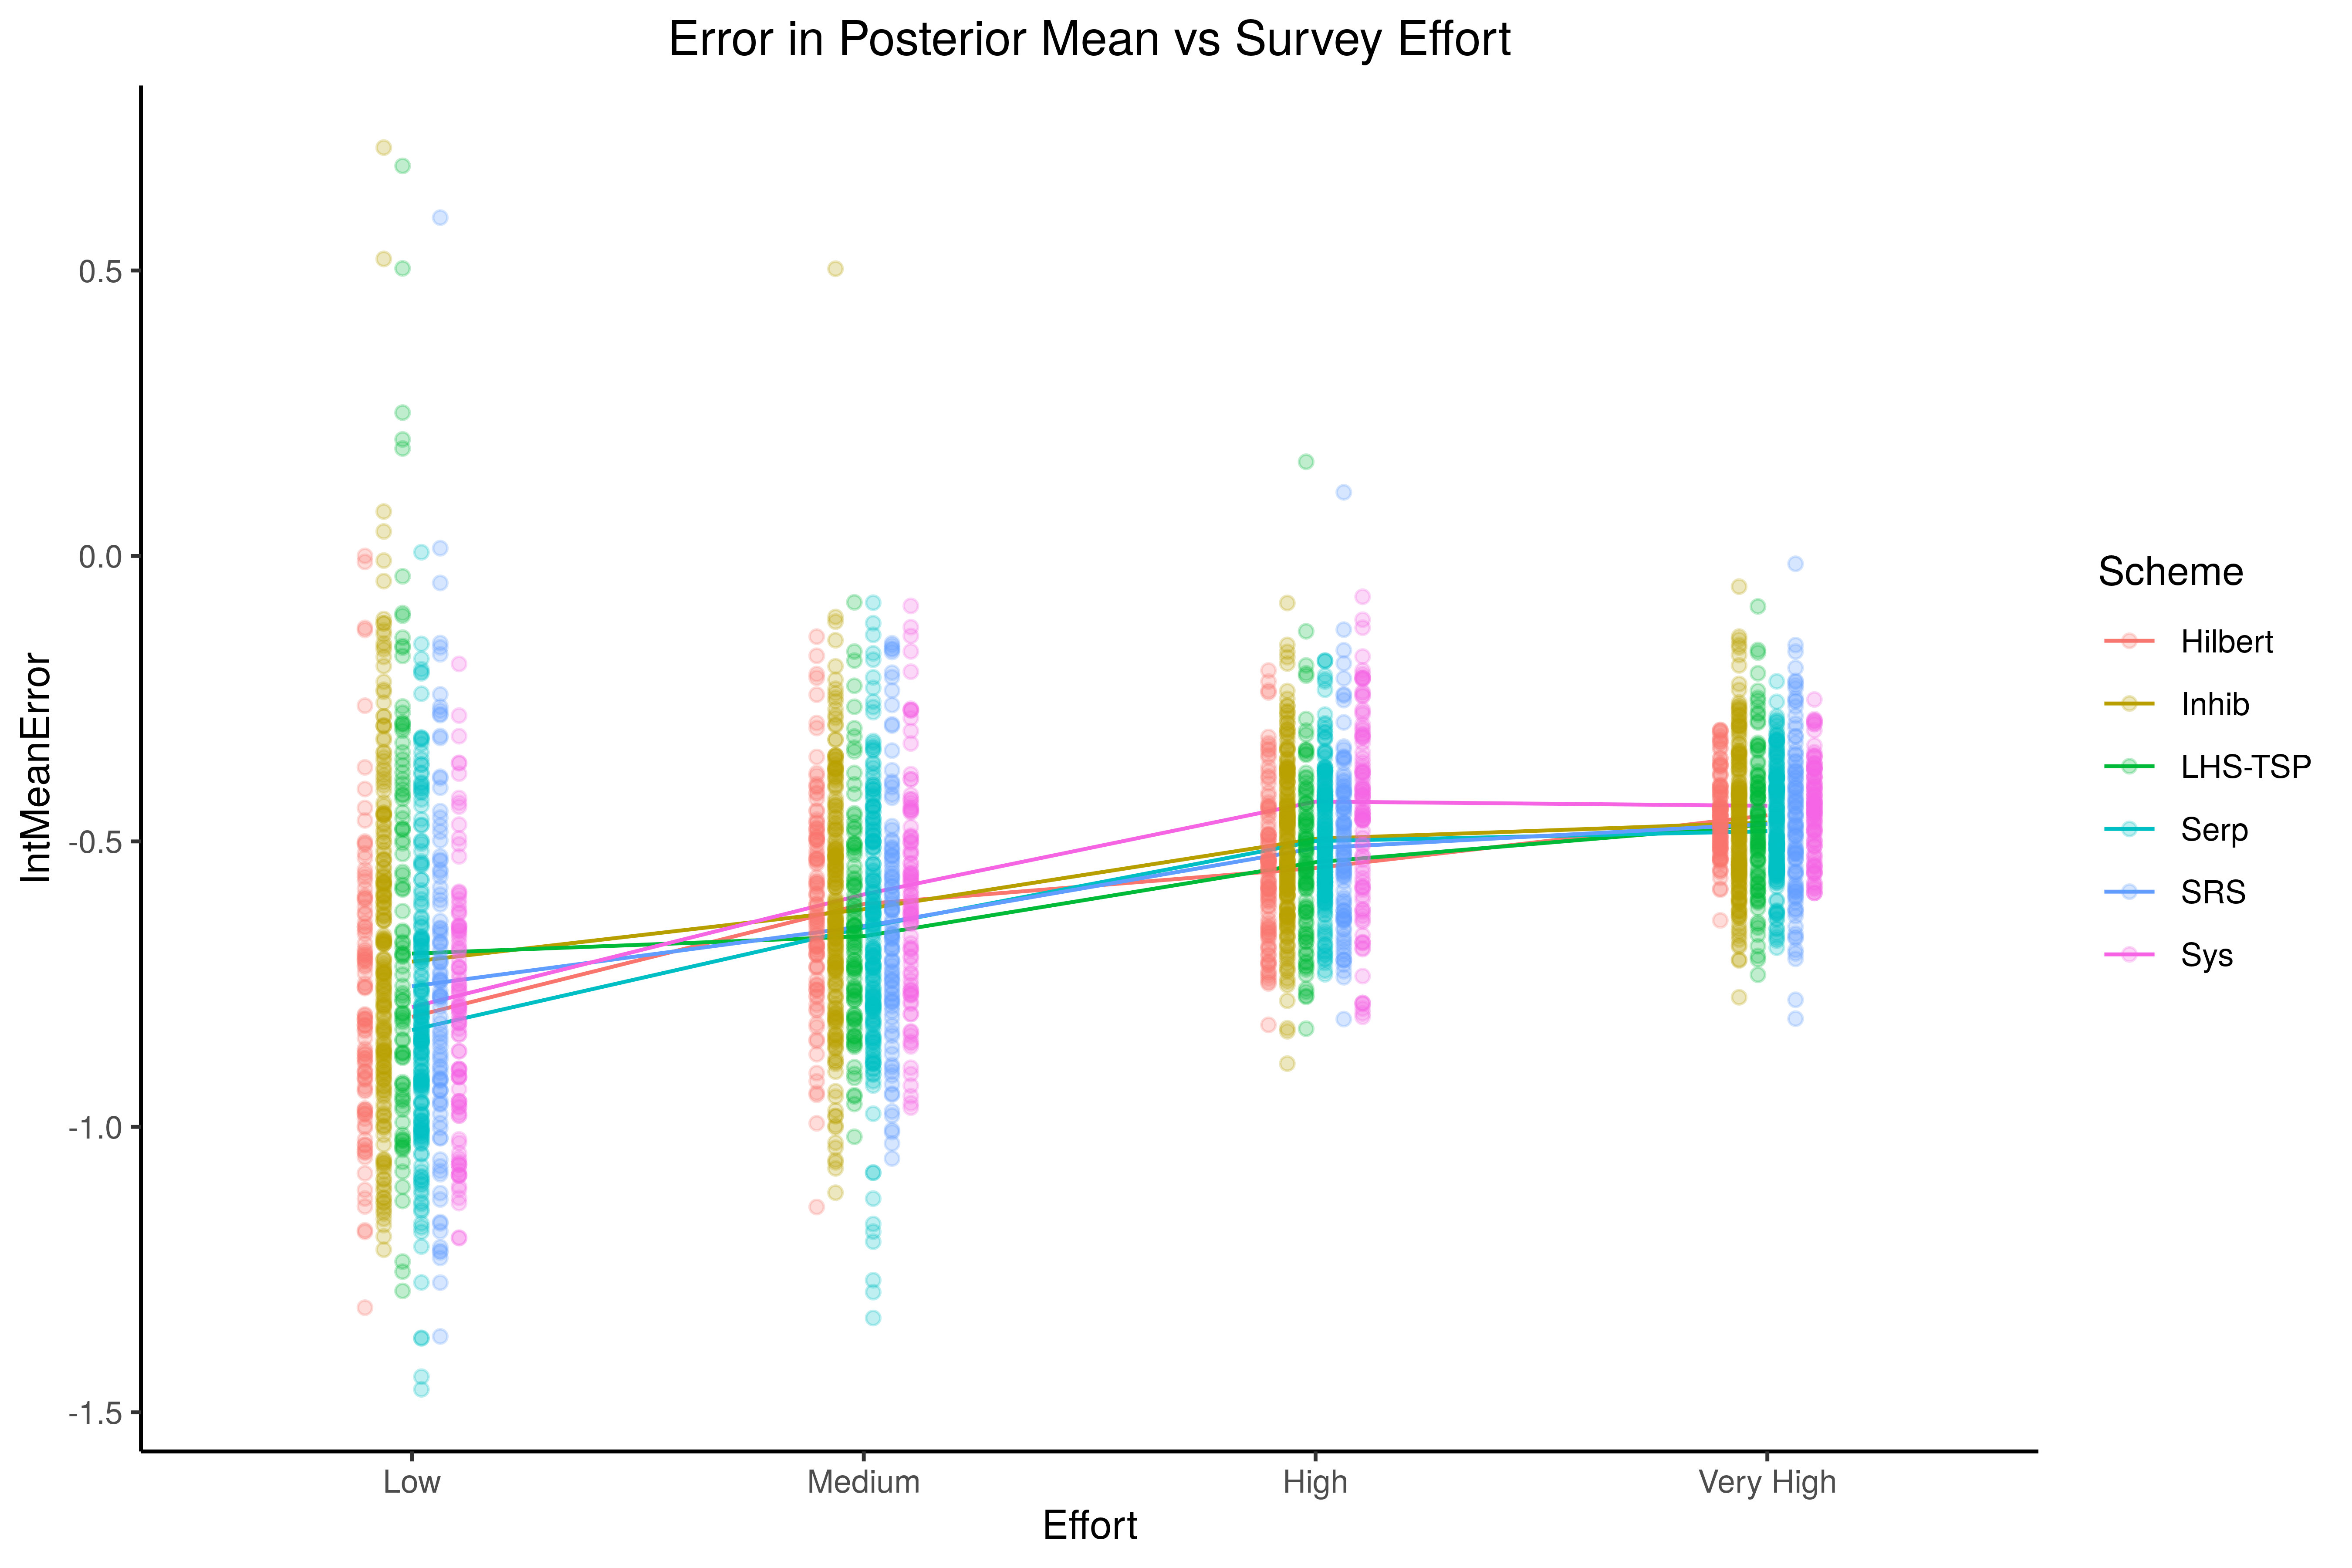 Error in Posterior Mean vs Survey Effort
IntMeanError
0.5
0.0
-0.5
-1.0
-1.5
Low
Medium
High
Very High
Effort
Scheme
Hilbert
Inhib
LHS-TSP
Serp
SRS
Sys